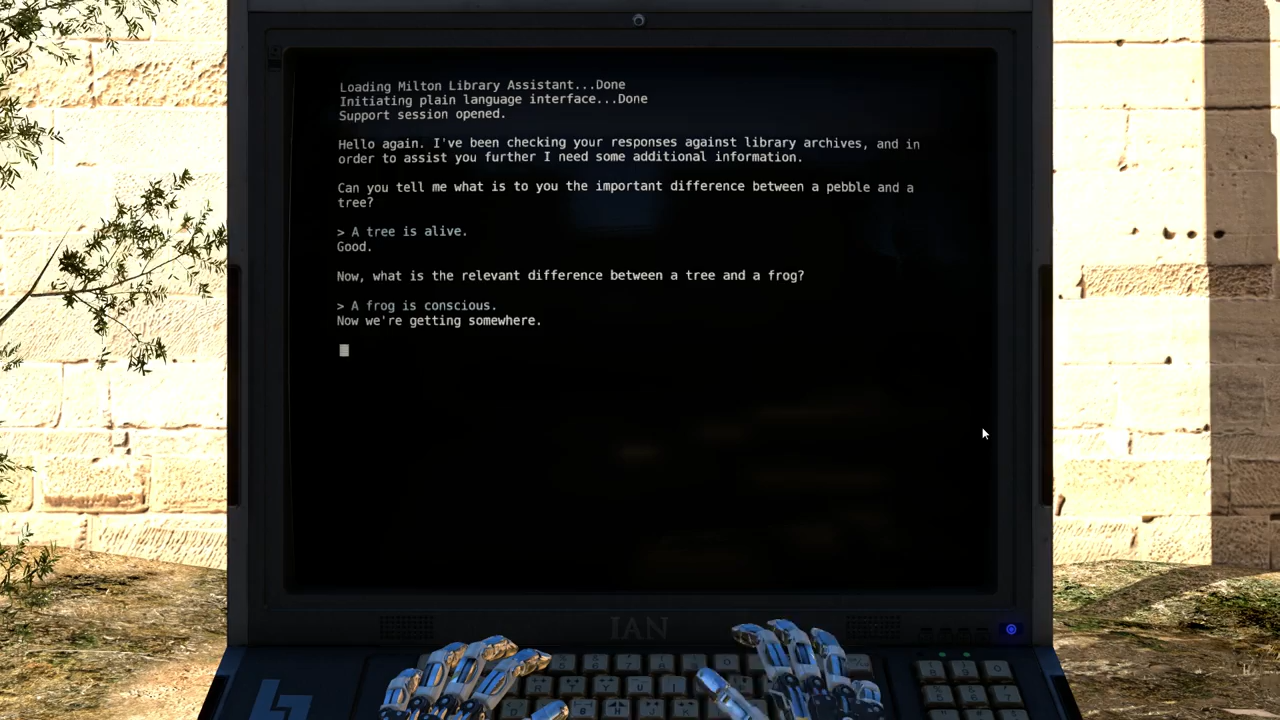 Loading Milton Library Assistant...Done
Initiating plain language interface...Done
Support session opened.
Hello again. I've been checking your responses against library archives, and in
order to assist you further I need some additional information.
Can you tell me what is to you the important difference between a pebble and a
tree?
> A tree is alive.
Good.
Now, what is the relevant difference between a tree and a frog?
> A frog is conscious.
Now we're getting somewhere.
IAN